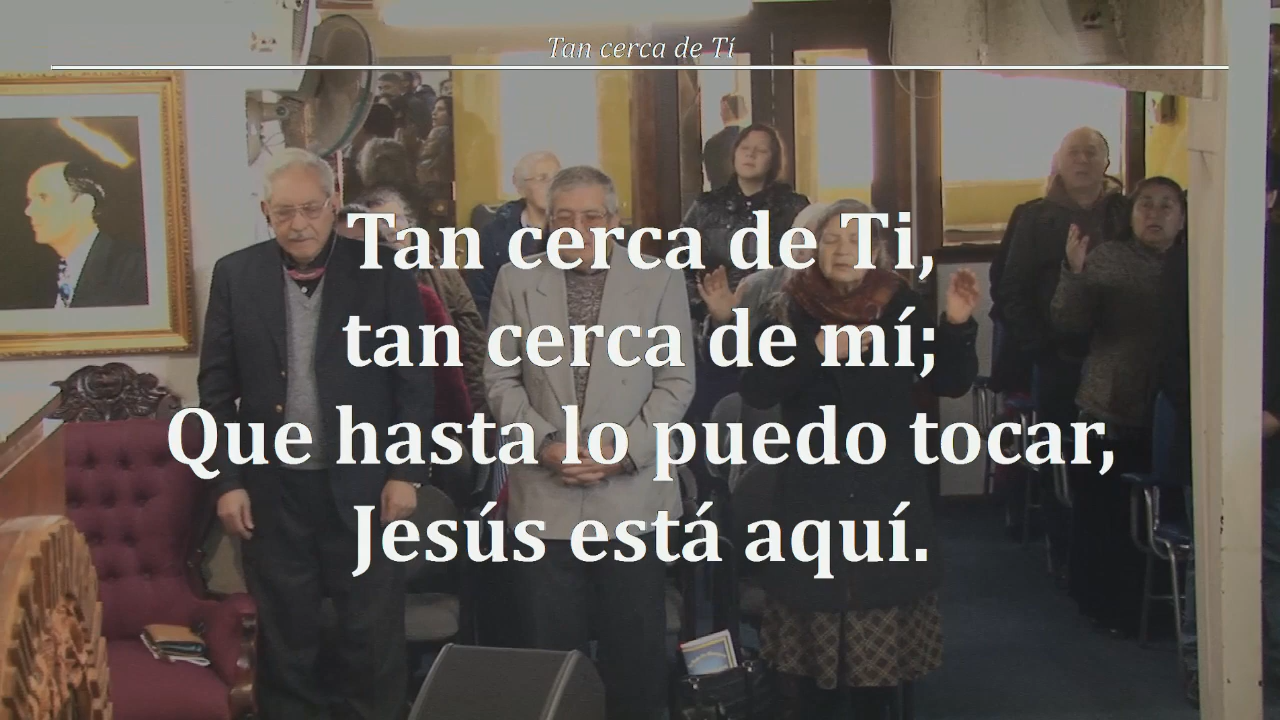 Tan cerca de Tí
Tan cerca de Ti,
tan cerca de mí;
Que hasta lo puedo tocar,
Jesús está aquí.